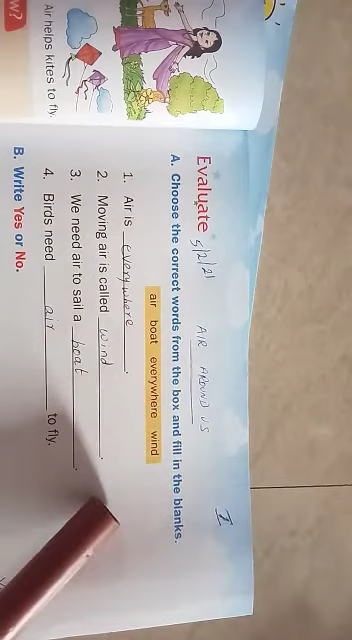 Air helps kites to fly.
w?
Evaluate 5/2/21
AIR AROUND US
I
A. Choose the correct words from the box and fill in the blanks.
air boat everywhere wind
1. Air is everywhere.
2. Moving air is called wind.
3. We need air to sail a boat.
4. Birds need air to fly.
B. Write Yes or No.